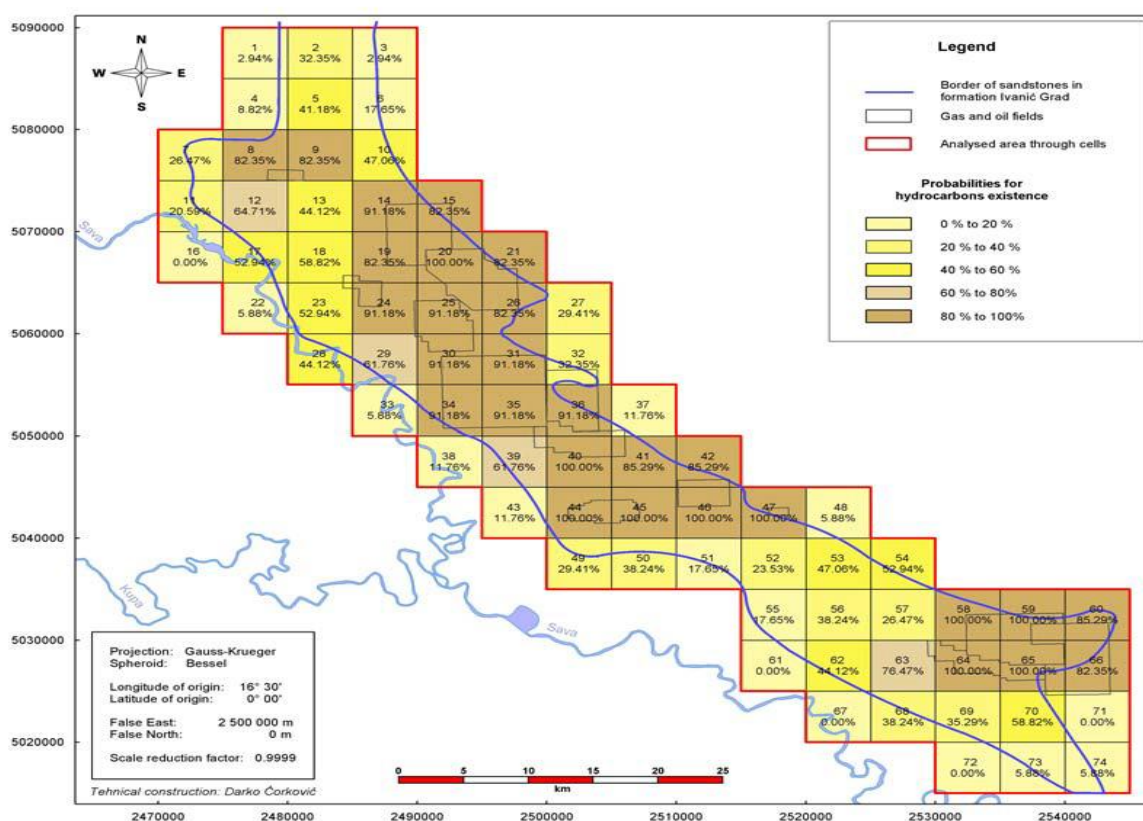 5090000
5080000
5070000
5060000
5050000
5040000
5030000
5020000
N
W E
S
1 2 3
2.94% 32.35% 2.94%
4 5 6
8.82% 41.18% 17.65%
7 8 9 10
26.47% 82.35% 82.35% 47.06%
11 12 13 14 15
20.59% 64.71% 44.12% 91.18% 82.35%
16 17 18 19 20 21
0.00% 52.94% 58.82% 82.35% 100.00% 82.35%
22 23 24 25 26 27
5.88% 52.94% 91.18% 91.18% 82.35% 29.41%
28 29 30 31 32
44.12% 61.76% 91.18% 91.18% 32.35%
33 34 35 36 37
5.88% 91.18% 91.18% 91.18% 11.76%
38 39 40 41 42
11.76% 61.76% 100.00% 85.29% 85.29%
43 44 45 46 47 48
11.76% 100.00% 100.00% 100.00% 100.00% 5.88%
49 50 51 52 53 54
29.41% 38.24% 17.65% 23.53% 47.06% 52.94%
55 56 57 58 59 60
17.65% 38.24% 26.47% 100.00% 100.00% 85.29%
61 62 63 64 65 66
0.00% 44.12% 76.47% 100.00% 100.00% 82.35%
67 68 69 70 71
0.00% 38.24% 35.29% 58.82% 0.00%
72 73 74
0.00% 5.88% 5.88%
Sava
Kupa
Sava
Legend
Border of sandstones in
formation Ivanić Grad
Gas and oil fields
Analysed area through cells
Probabilities for
hydrocarbons existence
0 % to 20 %
20 % to 40 %
40 % to 60 %
60 % to 80%
80 % to 100%
Projection: Gauss-Krueger
Spheroid: Bessel
Longitude of origin: 16° 30'
Latitude of origin: 0° 00'
False East: 2 500 000 m
False North: 0 m
Scale reduction factor: 0.9999
Tehnical construction: Darko Ćorković
0 5 10 15 20 25
km
2470000 2480000 2490000 2500000 2510000 2520000 2530000 2540000